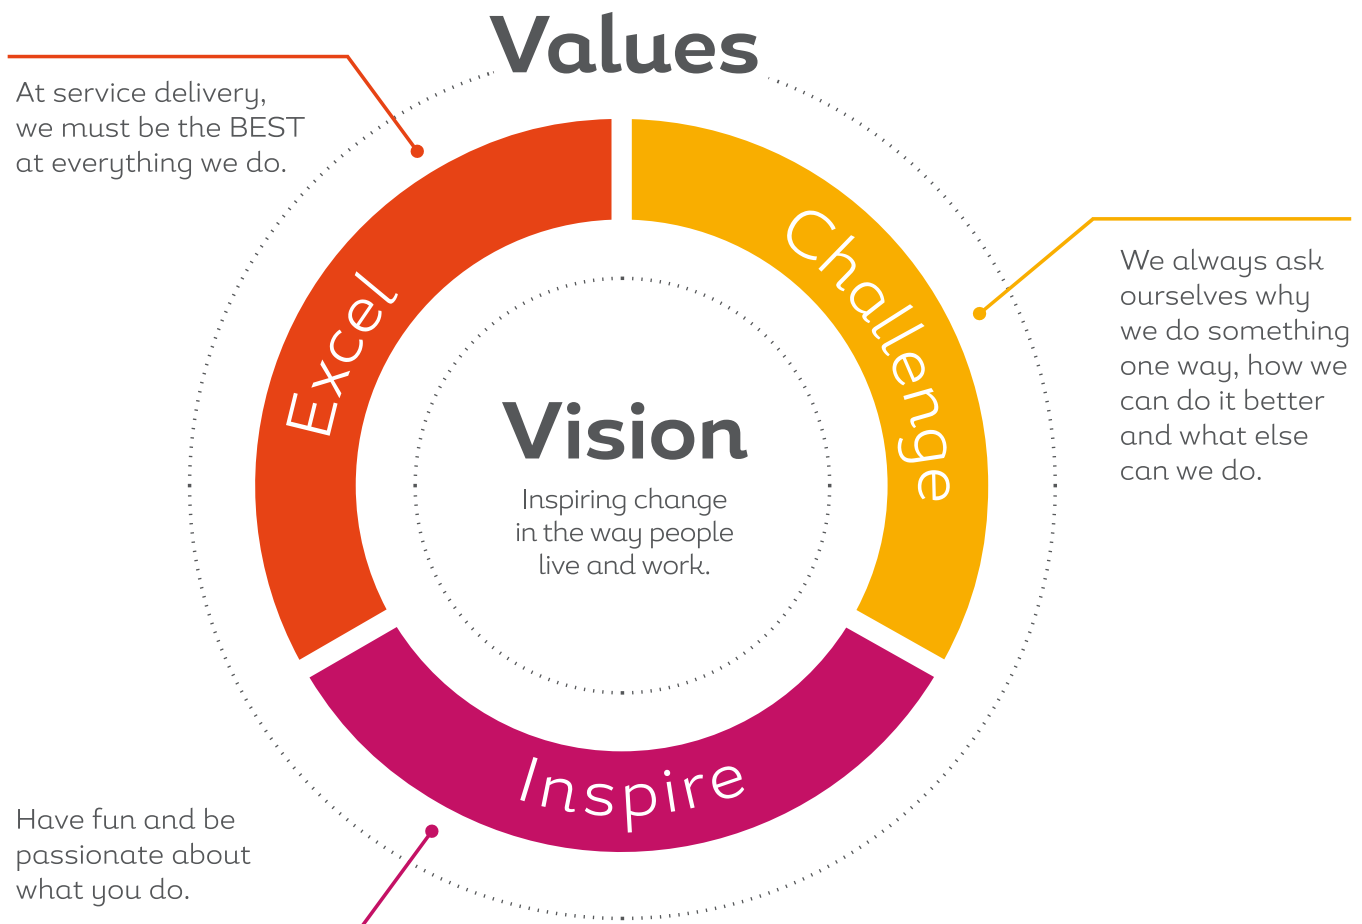 Values
At service delivery,
we must be the BEST
at everything we do.
Excel
Challenge
We always ask
ourselves why
we do something
one way, how we
can do it better
and what else
can we do.
Vision
Inspiring change
in the way people
live and work.
Inspire
Have fun and be
passionate about
what you do.